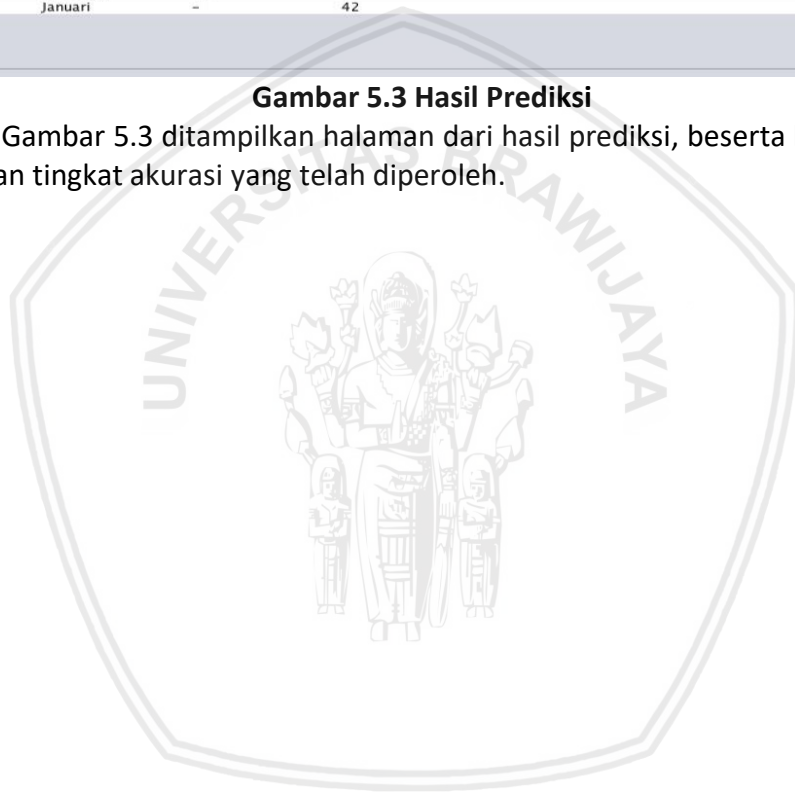 Januari - 42
Gambar 5.3 Hasil Prediksi
Gambar 5.3 ditampilkan halaman dari hasil prediksi, beserta
an tingkat akurasi yang telah diperoleh.
UNIVERSITAS BRAWIJAYA